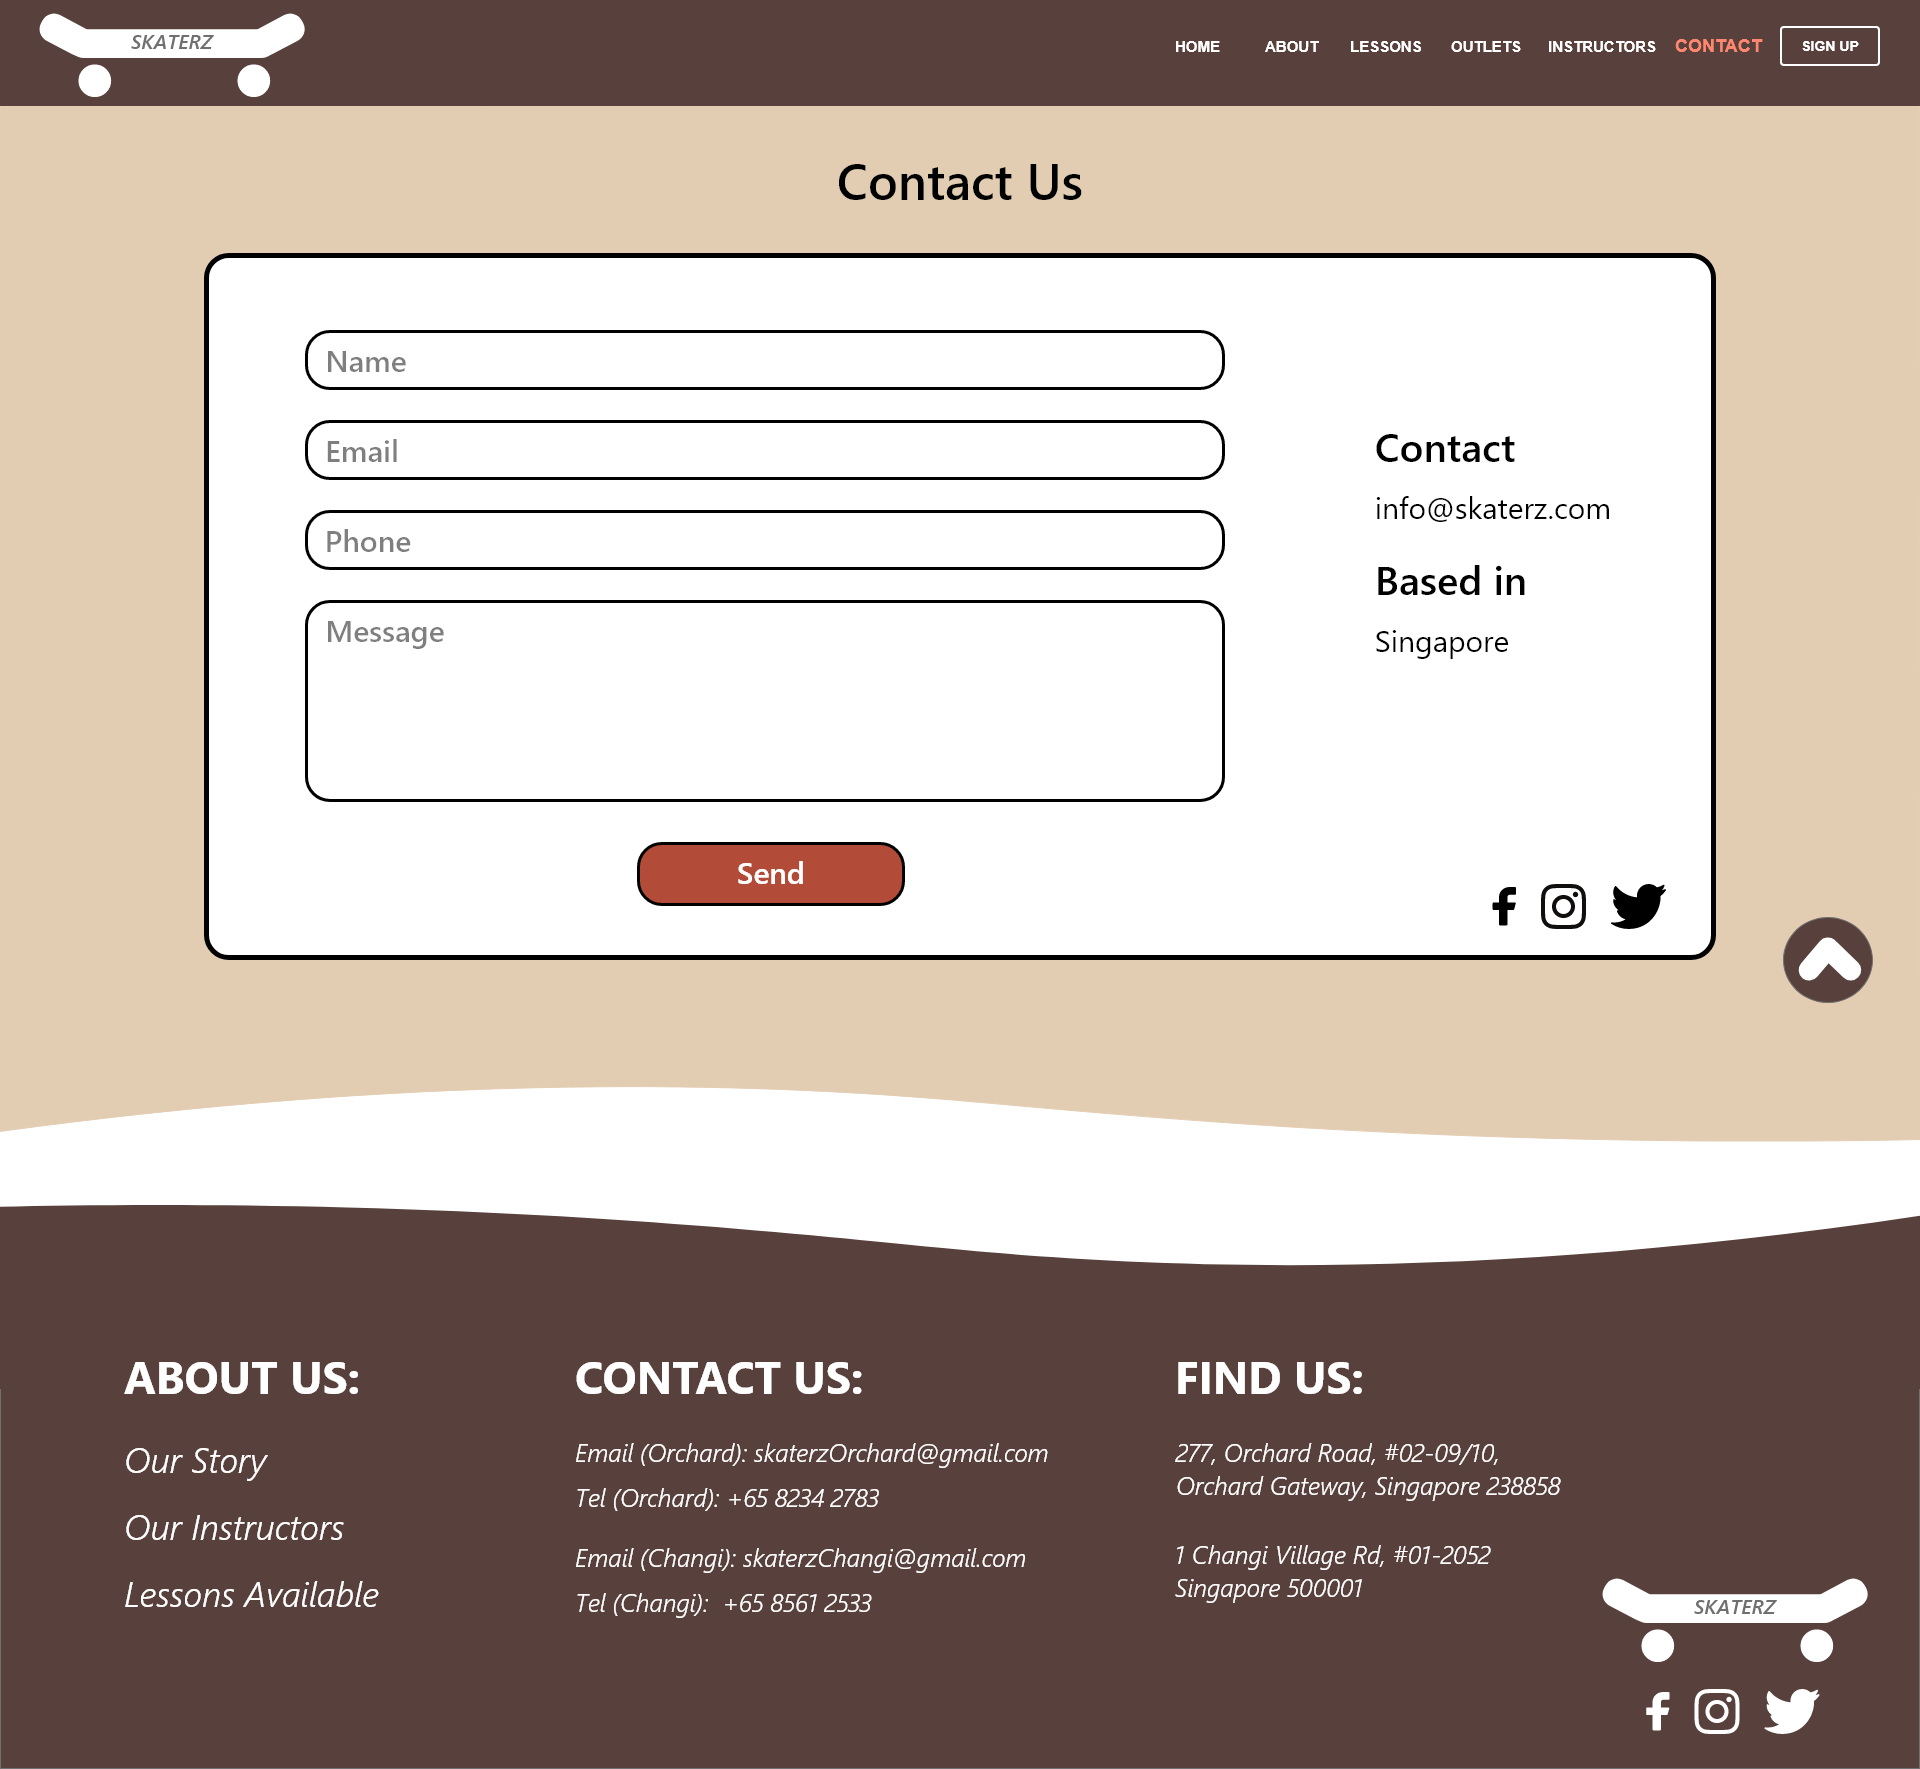 SKATERZ
HOME
ABOUT
LESSONS
OUTLETS
INSTRUCTORS
CONTACT
SIGN UP
Contact Us
Name
Email
Phone
Message
Send
Contact
info@skaterz.com
Based in
Singapore
ABOUT US:
Our Story
Our Instructors
Lessons Available
CONTACT US:
Email (Orchard): skaterzOrchard@gmail.com
Tel (Orchard): +65 8234 2783
Email (Changi): skaterzChangi@gmail.com
Tel (Changi):  +65 8561 2533
FIND US:
277, Orchard Road, #02-09/10,
Orchard Gateway, Singapore 238858
1 Changi Village Rd, #01-2052
Singapore 500001
SKATERZ